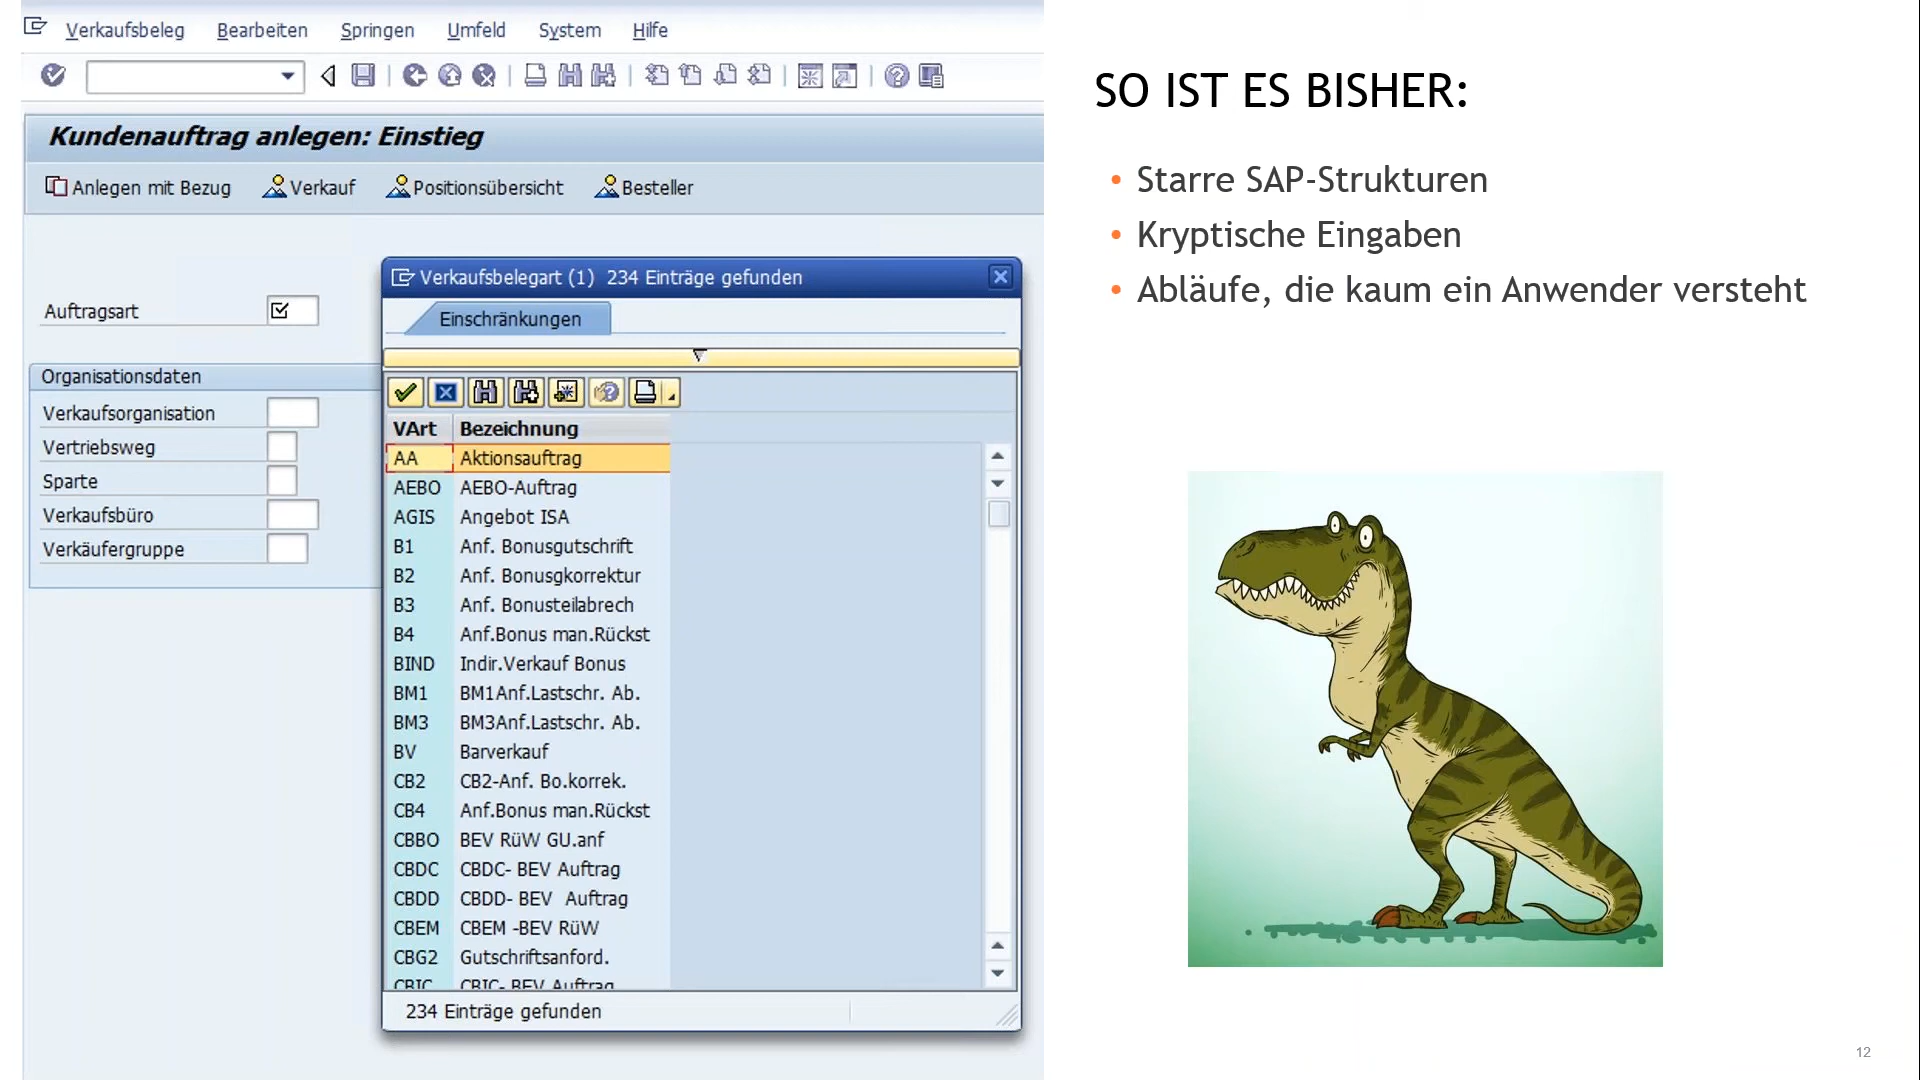 Verkaufsbeleg Bearbeiten Springen Umfeld System Hilfe
Kundenauftrag anlegen: Einstieg
Anlegen mit Bezug Verkauf Positionsübersicht Besteller
Auftragsart
Organisationsdaten
Verkaufsorganisation
Vertriebsweg
Sparte
Verkaufsbüro
Verkäufergruppe
Verkaufsbelegart (1) 234 Einträge gefunden
Einschränkungen
VArt Bezeichnung
AA Aktionsauftrag
AEBO AEBO-Auftrag
AGIS Angebot ISA
B1 Anf. Bonusgutschrift
B2 Anf. Bonusgkorrektur
B3 Anf. Bonusteilabrech
B4 Anf.Bonus man.Rückst
BIND Indir.Verkauf Bonus
BM1 BM1Anf.Lastschr. Ab.
BM3 BM3Anf.Lastschr. Ab.
BV Barverkauf
CB2 CB2-Anf. Bo.korrek.
CB4 Anf.Bonus man.Rückst
CBBO BEV RüW GU.anf
CBDC CBDC- BEV Auftrag
CBDD CBDD- BEV Auftrag
CBEM CBEM -BEV RüW
CBG2 Gutschriftsanford.
CBIC CBIC- BEV Auftrag
234 Einträge gefunden
SO IST ES BISHER:
• Starre SAP-Strukturen
• Kryptische Eingaben
• Abläufe, die kaum ein Anwender versteht
12